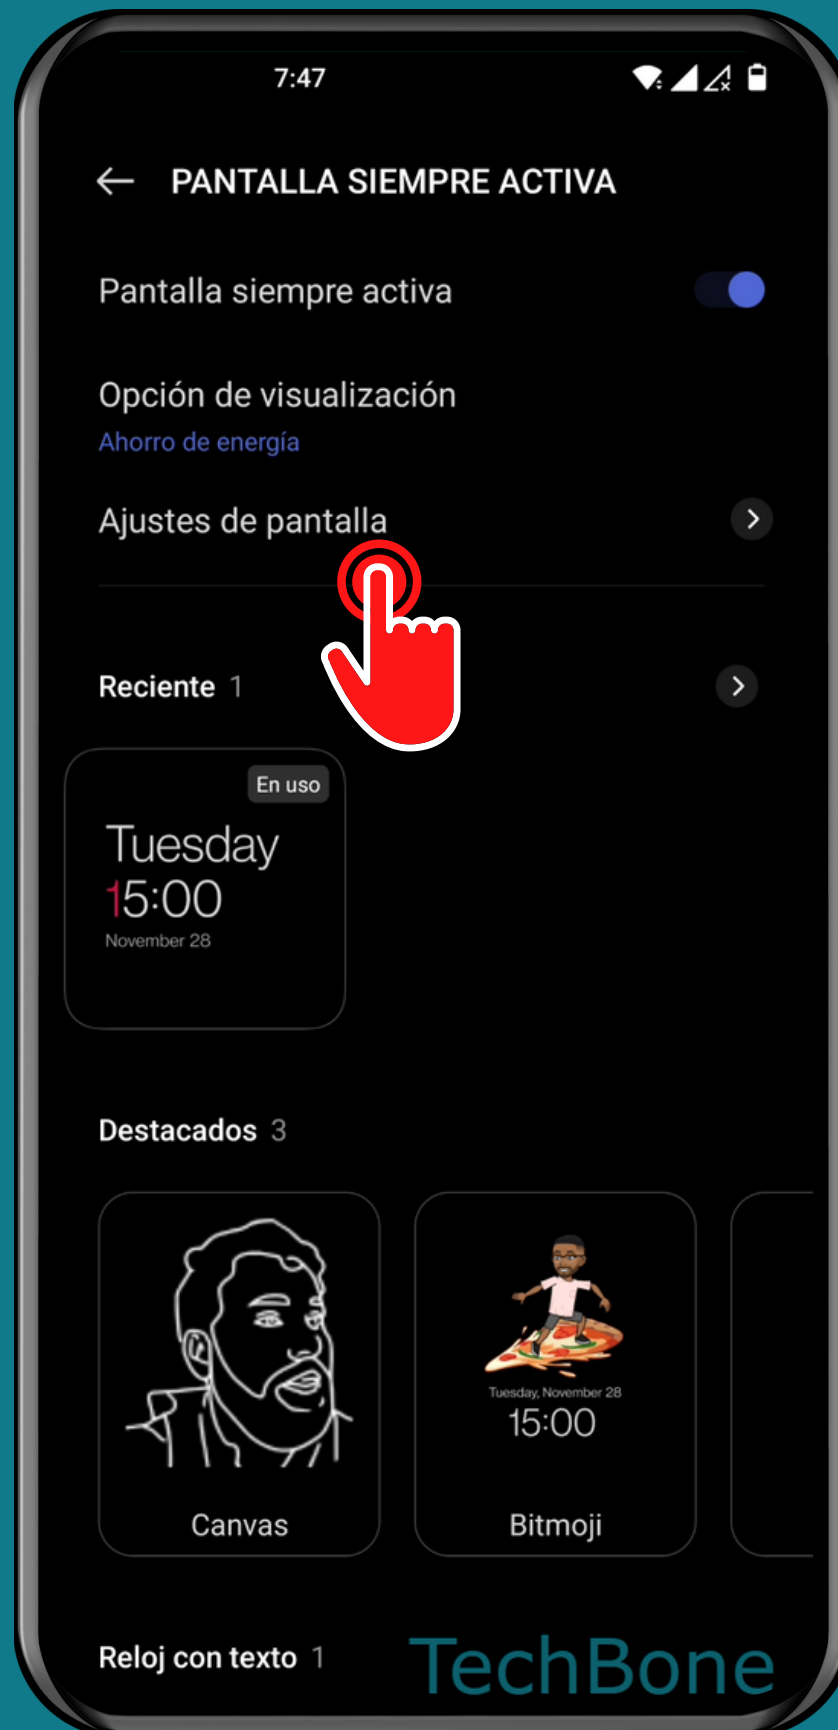 7:47
PANTALLA SIEMPRE ACTIVA
Pantalla siempre activa
Opción de visualización
Ahorro de energía
Ajustes de pantalla
Reciente 1
En uso
Tuesday
15:00
November 28
Destacados 3
Tuesday, November 28
15:00
Canvas
Bitmoji
Reloj con texto 1
TechBone